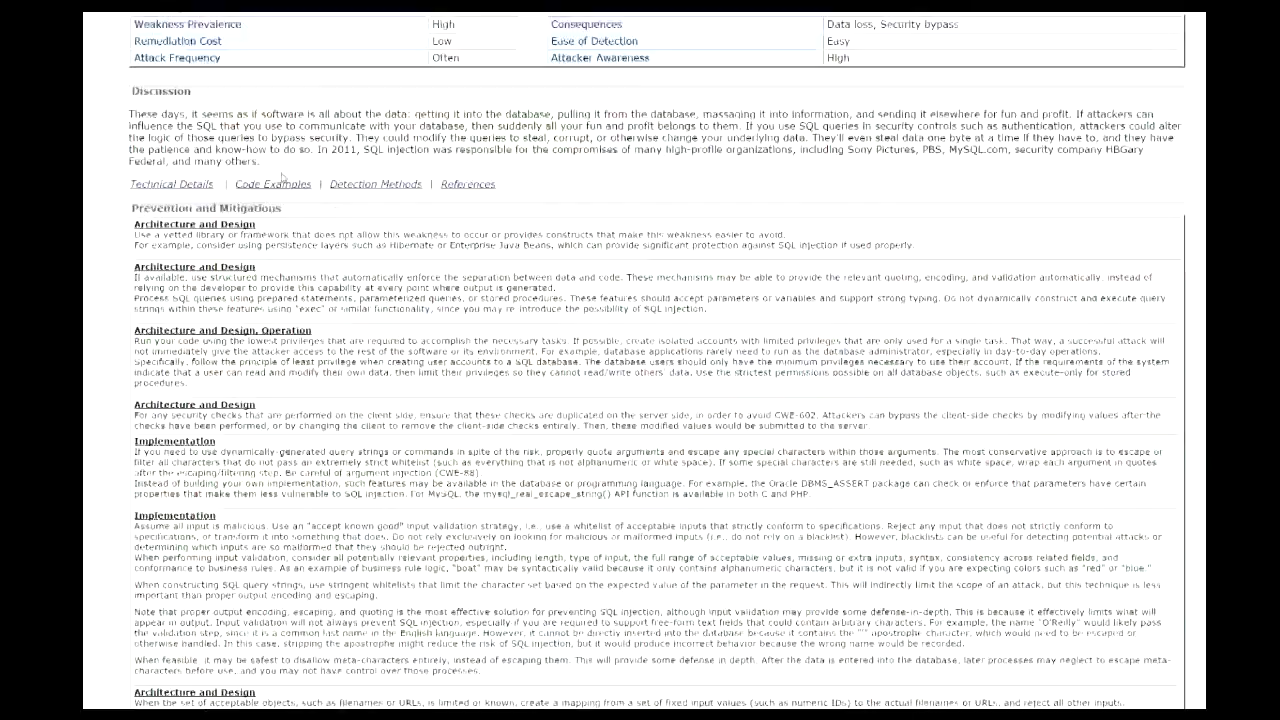 Weakness Prevalence High Consequences Data loss, Security bypass
Remediation Cost Low Ease of Detection Easy
Attack Frequency Often Attacker Awareness High
Discussion
These days, it seems as if software is all about the data: getting it into the database, pulling it from the database, massaging it into information, and sending it elsewhere for fun and profit. If attackers can
influence the SQL that you use to communicate with your database, then suddenly all your fun and profit belongs to them. If you use SQL queries in security controls such as authentication, attackers could alter
the logic of those queries to bypass security. They could modify the queries to steal, corrupt, or otherwise change your underlying data. They'll even steal data one byte at a time if they have to, and they have
the patience and know-how to do so. In 2011, SQL injection was responsible for the compromises of many high-profile organizations, including Sony Pictures, PBS, MySQL.com, security company HBGary
Federal, and many others.
Technical Details | Code Examples | Detection Methods | References
Prevention and Mitigations
Architecture and Design
Use a vetted library or framework that does not allow this weakness to occur or provides constructs that make this weakness easier to avoid.
For example, consider using persistence layers such as Hibernate or Enterprise Java Beans, which can provide significant protection against SQL injection if used properly.
Architecture and Design
If available, use structured mechanisms that automatically enforce the separation between data and code. These mechanisms may be able to provide the relevant quoting, encoding, and validation automatically, instead of
relying on the developer to provide this capability at every point where output is generated.
Process SQL queries using prepared statements, parameterized queries, or stored procedures. These features should accept parameters or variables and support strong typing. Do not dynamically construct and execute query
strings within these features using "exec" or similar functionality, since you may re-introduce the possibility of SQL injection.
Architecture and Design, Operation
Run your code using the lowest privileges that are required to accomplish the necessary tasks. If possible, create isolated accounts with limited privileges that are only used for a single task. That way, a successful attack will
not immediately give the attacker access to the rest of the software or its environment. For example, database applications rarely need to run as the database administrator, especially in day-to-day operations.
Specifically, follow the principle of least privilege when creating user accounts to a SQL database. The database users should only have the minimum privileges necessary to use their account. If the requirements of the system
indicate that a user can read and modify their own data, then limit their privileges so they cannot read/write others' data. Use the strictest permissions possible on all database objects, such as execute-only for stored
procedures.
Architecture and Design
For any security checks that are performed on the client side, ensure that these checks are duplicated on the server side, in order to avoid CWE-602. Attackers can bypass the client-side checks by modifying values after the
checks have been performed, or by changing the client to remove the client-side checks entirely. Then, these modified values would be submitted to the server.
Implementation
If you need to use dynamically-generated query strings or commands in spite of the risk, properly quote arguments and escape any special characters within those arguments. The most conservative approach is to escape or
filter all characters that do not pass an extremely strict whitelist (such as everything that is not alphanumeric or white space). If some special characters are still needed, such as white space, wrap each argument in quotes
after the escaping/filtering step. Be careful of argument injection (CWE-88).
Instead of building your own implementation, such features may be available in the database or programming language. For example, the Oracle DBMS_ASSERT package can check or enforce that parameters have certain
properties that make them less vulnerable to SQL injection. For MySQL, the mysql_real_escape_string() API function is available in both C and PHP.
Implementation
Assume all input is malicious. Use an "accept known good" input validation strategy, i.e., use a whitelist of acceptable inputs that strictly conform to specifications. Reject any input that does not strictly conform to
specifications, or transform it into something that does. Do not rely exclusively on looking for malicious or malformed inputs (i.e., do not rely on a blacklist). However, blacklists can be useful for detecting potential attacks or
determining which inputs are so malformed that they should be rejected outright.
When performing input validation, consider all potentially relevant properties, including length, type of input, the full range of acceptable values, missing or extra inputs, syntax, consistency across related fields, and
conformance to business rules. As an example of business rule logic, "boat" may be syntactically valid because it only contains alphanumeric characters, but it is not valid if you are expecting colors such as "red" or "blue."
When constructing SQL query strings, use stringent whitelists that limit the character set based on the expected value of the parameter in the request. This will indirectly limit the scope of an attack, but this technique is less
important than proper output encoding and escaping.
Note that proper output encoding, escaping, and quoting is the most effective solution for preventing SQL injection, although input validation may provide some defense-in-depth. This is because it effectively limits what will
appear in output. Input validation will not always prevent SQL injection, especially if you are required to support free-form text fields that could contain arbitrary characters. For example, the name "O'Reilly" would likely pass
the validation step, since it is a common last name in the English language. However, it cannot be directly inserted into the database because it contains the "'" apostrophe character, which would need to be escaped or
otherwise handled. In this case, stripping the apostrophe might reduce the risk of SQL injection, but it would produce incorrect behavior because the wrong name would be recorded.
When feasible, it may be safest to disallow meta-characters entirely, instead of escaping them. This will provide some defense in depth. After the data is entered into the database, later processes may neglect to escape meta-
characters before use, and you may not have control over those processes.
Architecture and Design
When the set of acceptable objects, such as filenames or URLs, is limited or known, create a mapping from a set of fixed input values (such as numeric IDs) to the actual filenames or URLs, and reject all other inputs.